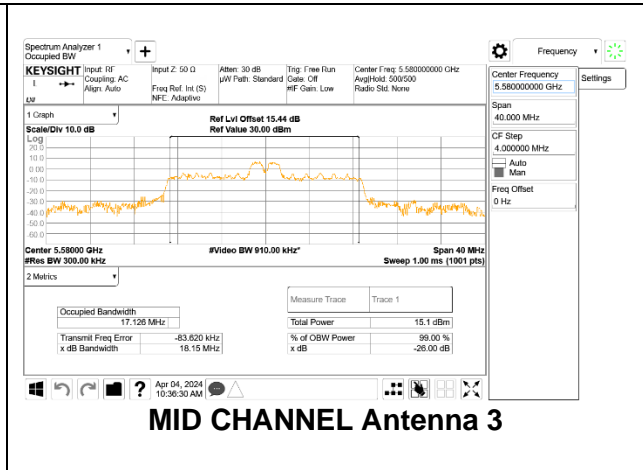 Spectrum Analyzer 1
Occupied BW
Frequency
KEYSIGHT
Input: RF
Coupling: AC
Align: Auto
Input Z: 50 Ω
Freq Ref: Int (S)
NFE: Adaptive
Atten: 30 dB
µW Path: Standard
Trig: Free Run
Gate: Off
#IF Gain: Low
Center Freq: 5.580000000 GHz
Avg|Hold: 500/500
Radio Std: None
Center Frequency
5.580000000 GHz
Settings
Span
40.000 MHz
CF Step
4.000000 MHz
Auto
Man
Freq Offset
0 Hz
1 Graph
Scale/Div 10.0 dB
Ref Lvl Offset 15.44 dB
Ref Value 30.00 dBm
Log
20.0
10.0
0.00
-10.0
-20.0
-30.0
-40.0
-50.0
-60.0
Center 5.58000 GHz
#Video BW 910.00 kHz*
Span 40 MHz
#Res BW 300.00 kHz
Sweep 1.00 ms (1001 pts)
2 Metrics
Measure Trace
Trace 1
Occupied Bandwidth
17.126 MHz
Total Power
15.1 dBm
Transmit Freq Error
-83.620 kHz
% of OBW Power
99.00 %
x dB Bandwidth
18.15 MHz
x dB
-26.00 dB
Apr 04, 2024
10:36:30 AM
MID CHANNEL Antenna 3